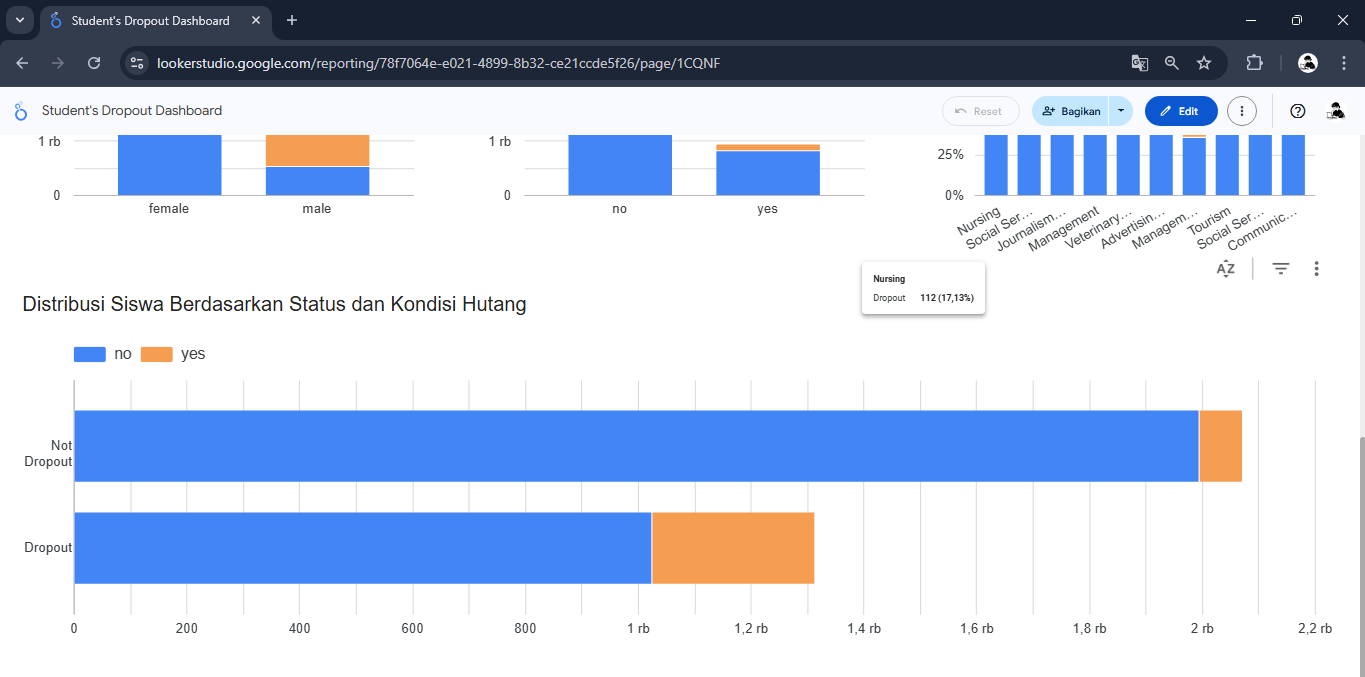 Student's Dropout Dashboard
lookerstudio.google.com/reporting/78f7064e-e021-4899-8b32-ce21ccde5f26/page/1CQNF
Student's Dropout Dashboard
Reset
Bagikan
Edit
1 rb
0
female
male
1 rb
0
no
yes
25%
0%
Nursing
Social Ser...
Journalism...
Management
Veterinary...
Advertisin...
Managem...
Tourism
Social Ser...
Communic...
AZ
Nursing
Dropout 112 (17,13%)
Distribusi Siswa Berdasarkan Status dan Kondisi Hutang
no yes
Not
Dropout
Dropout
0 200 400 600 800 1 rb 1,2 rb 1,4 rb 1,6 rb 1,8 rb 2 rb 2,2 rb